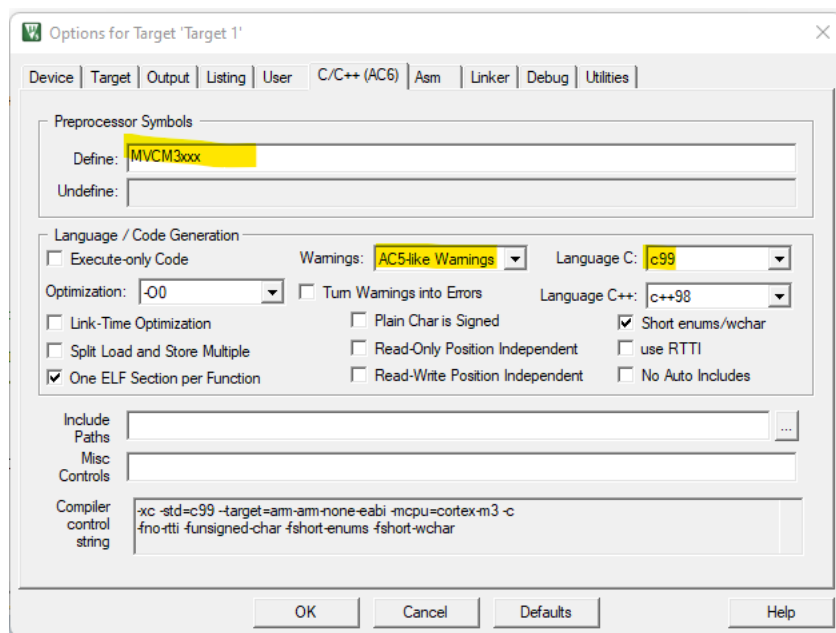 Options for Target 'Target 1'
Device Target Output Listing User C/C++ (AC6) Asm Linker Debug Utilities
Preprocessor Symbols
Define: MVCM3xxx
Undefine:
Language / Code Generation
Execute-only Code Warnings: AC5-like Warnings Language C: c99
Optimization: -O0 Turn Warnings into Errors Language C++: c++98
Link-Time Optimization Plain Char is Signed Short enums/wchar
Split Load and Store Multiple Read-Only Position Independent use RTTI
One ELF Section per Function Read-Write Position Independent No Auto Includes
Include
Paths
...
Misc
Controls
Compiler
control
string
-xc -std=c99 --target=arm-arm-none-eabi -mcpu=cortex-m3 -c
-fno-rtti -funsigned-char -fshort-enums -fshort-wchar
OK Cancel Defaults Help